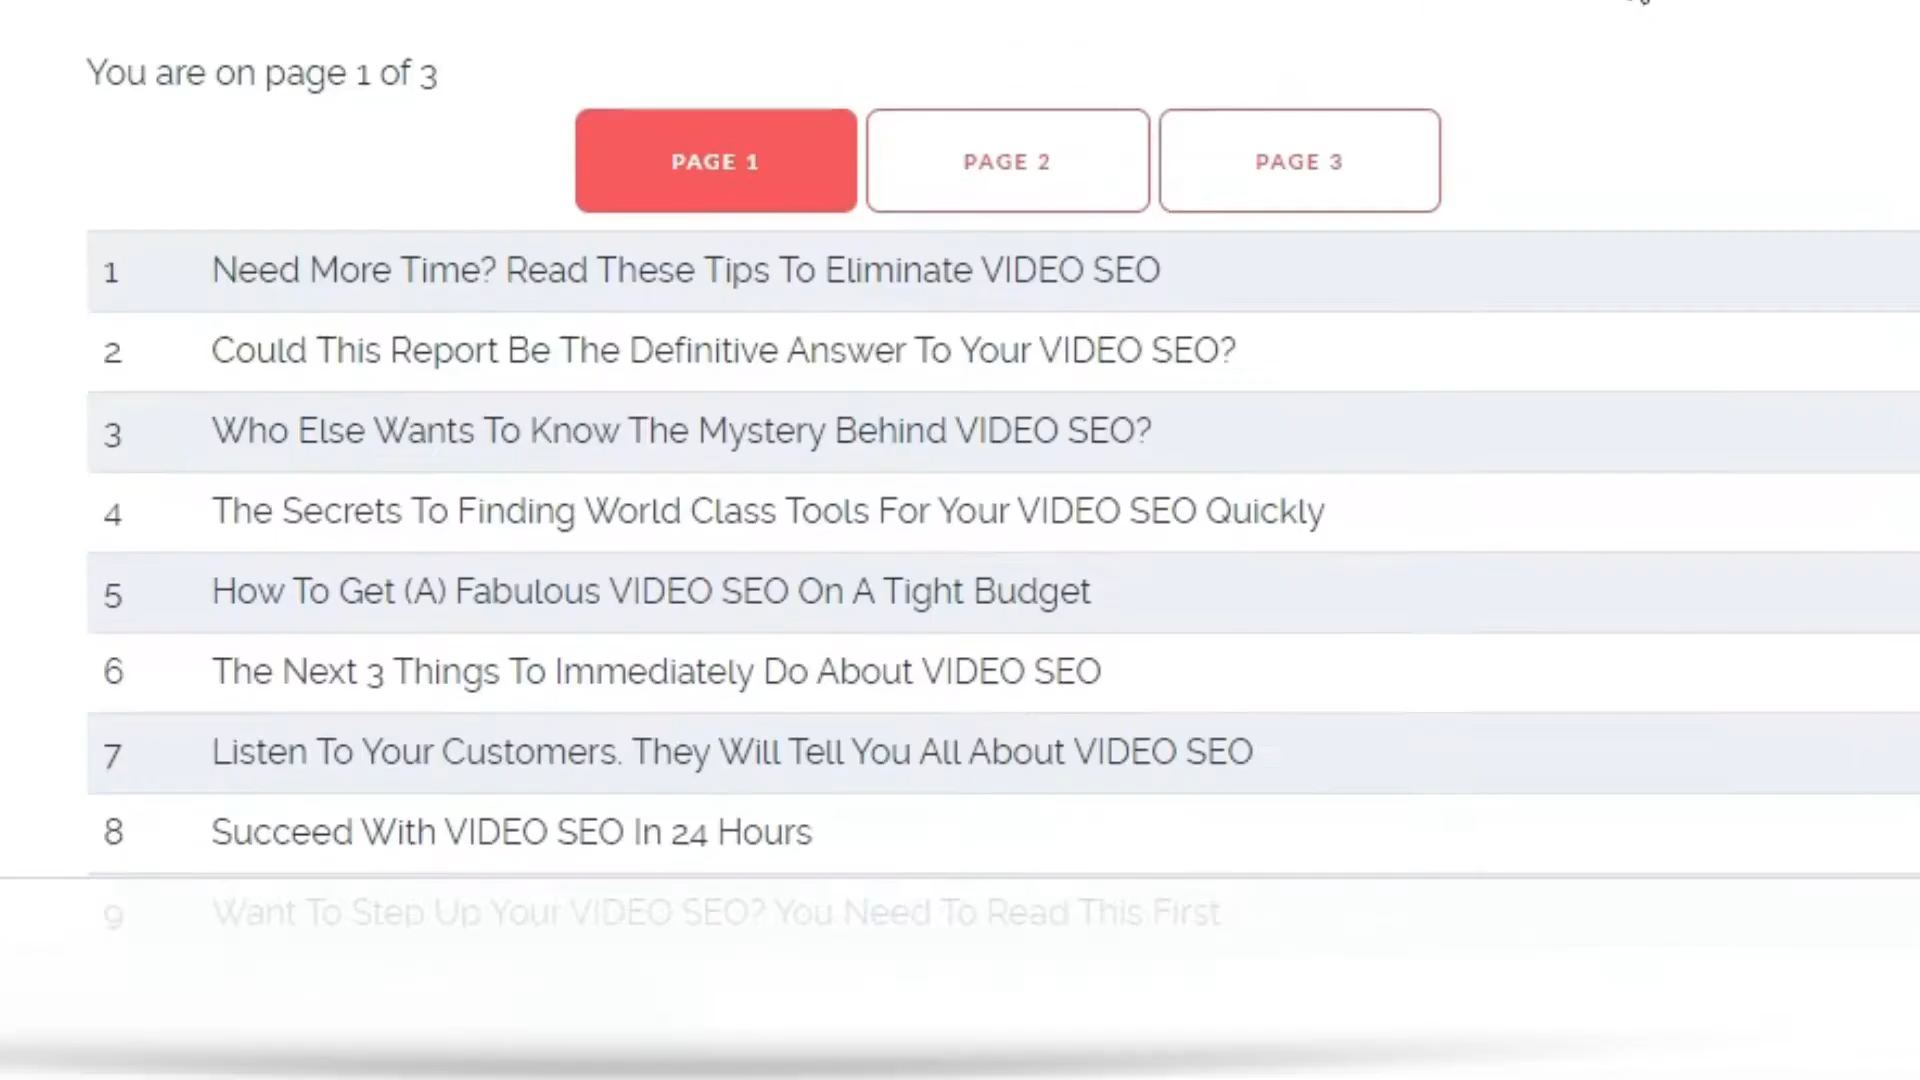 You are on page 1 of 3
PAGE 1 PAGE 2 PAGE 3
1 Need More Time? Read These Tips To Eliminate VIDEO SEO
2 Could This Report Be The Definitive Answer To Your VIDEO SEO?
3 Who Else Wants To Know The Mystery Behind VIDEO SEO?
4 The Secrets To Finding World Class Tools For Your VIDEO SEO Quickly
5 How To Get (A) Fabulous VIDEO SEO On A Tight Budget
6 The Next 3 Things To Immediately Do About VIDEO SEO
7 Listen To Your Customers. They Will Tell You All About VIDEO SEO
8 Succeed With VIDEO SEO In 24 Hours
9 Want To Step Up Your VIDEO SEO? You Need To Read This First